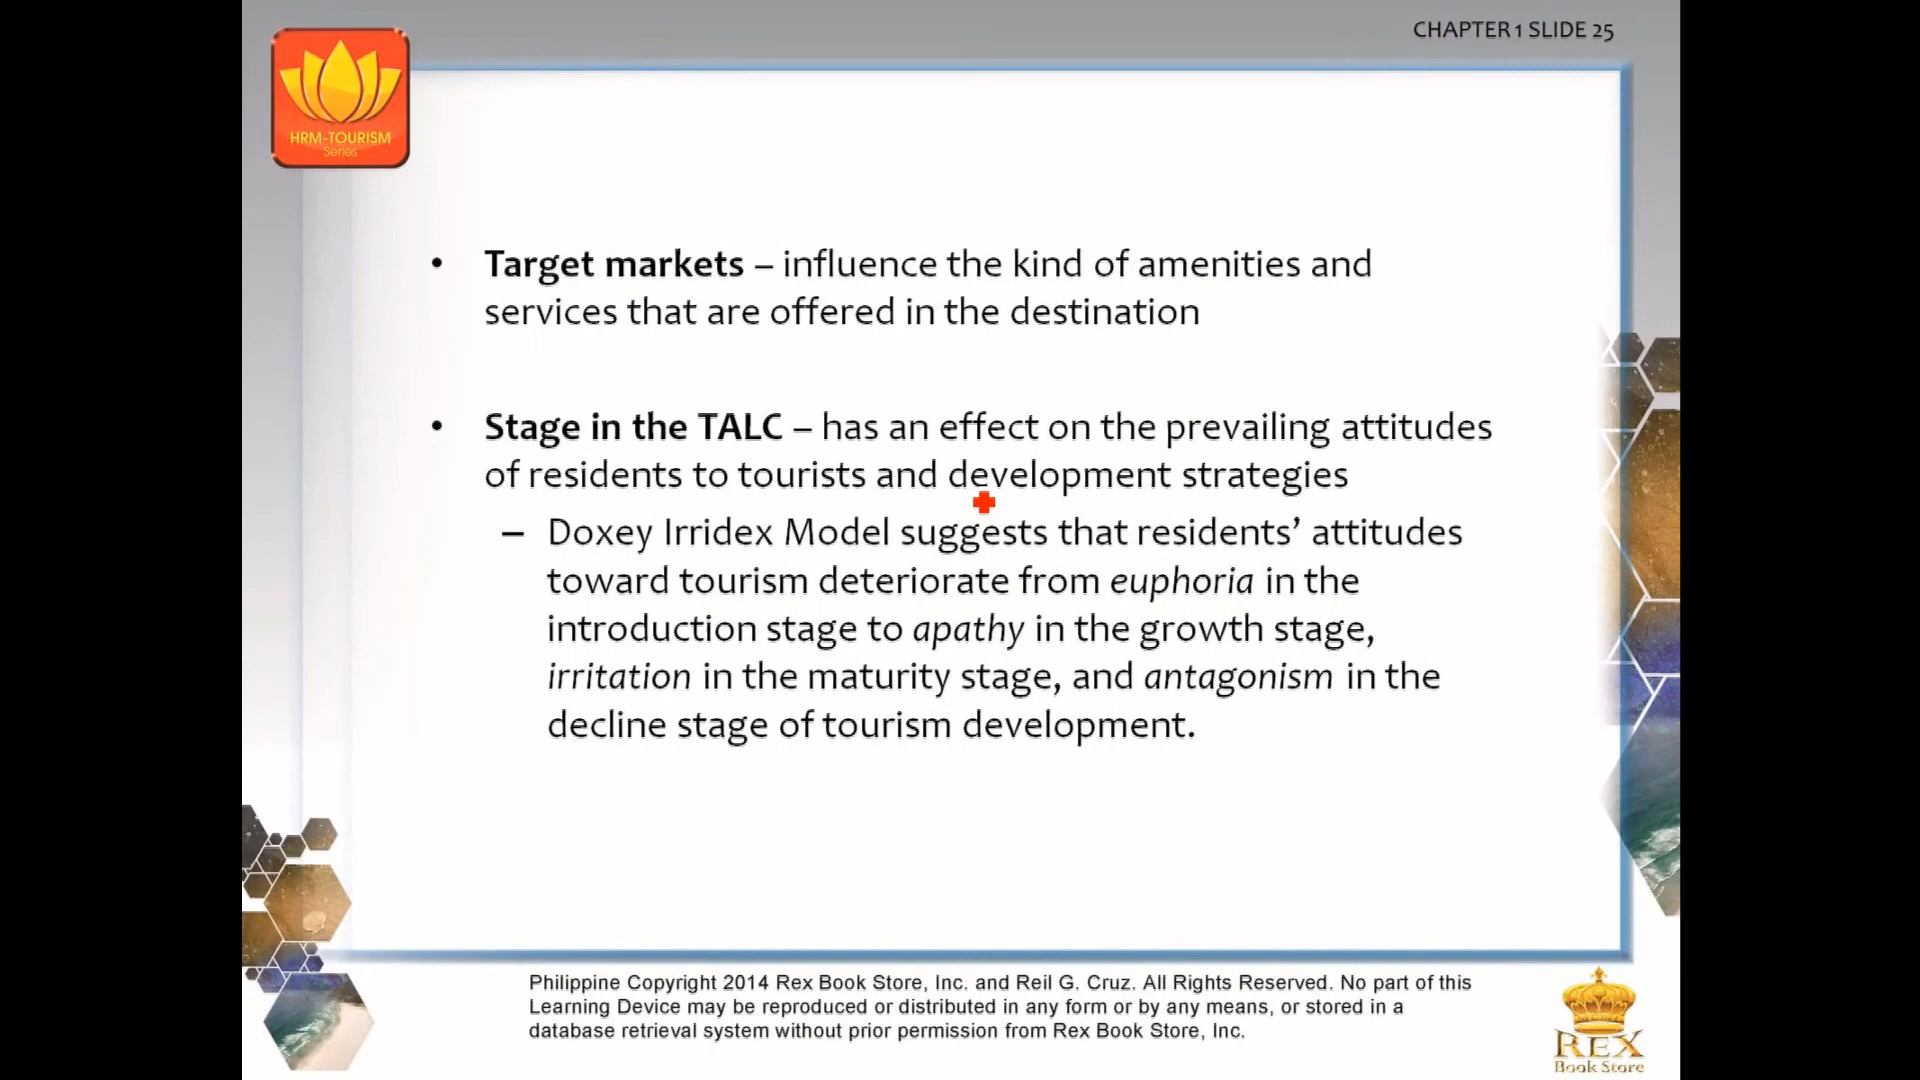 CHAPTER 1 SLIDE 25
HRM-TOURISM
Series
• Target markets – influence the kind of amenities and
services that are offered in the destination
• Stage in the TALC – has an effect on the prevailing attitudes
of residents to tourists and development strategies
– Doxey Irridex Model suggests that residents’ attitudes
toward tourism deteriorate from euphoria in the
introduction stage to apathy in the growth stage,
irritation in the maturity stage, and antagonism in the
decline stage of tourism development.
Philippine Copyright 2014 Rex Book Store, Inc. and Reil G. Cruz. All Rights Reserved. No part of this
Learning Device may be reproduced or distributed in any form or by any means, or stored in a
database retrieval system without prior permission from Rex Book Store, Inc.
REX
Book Store